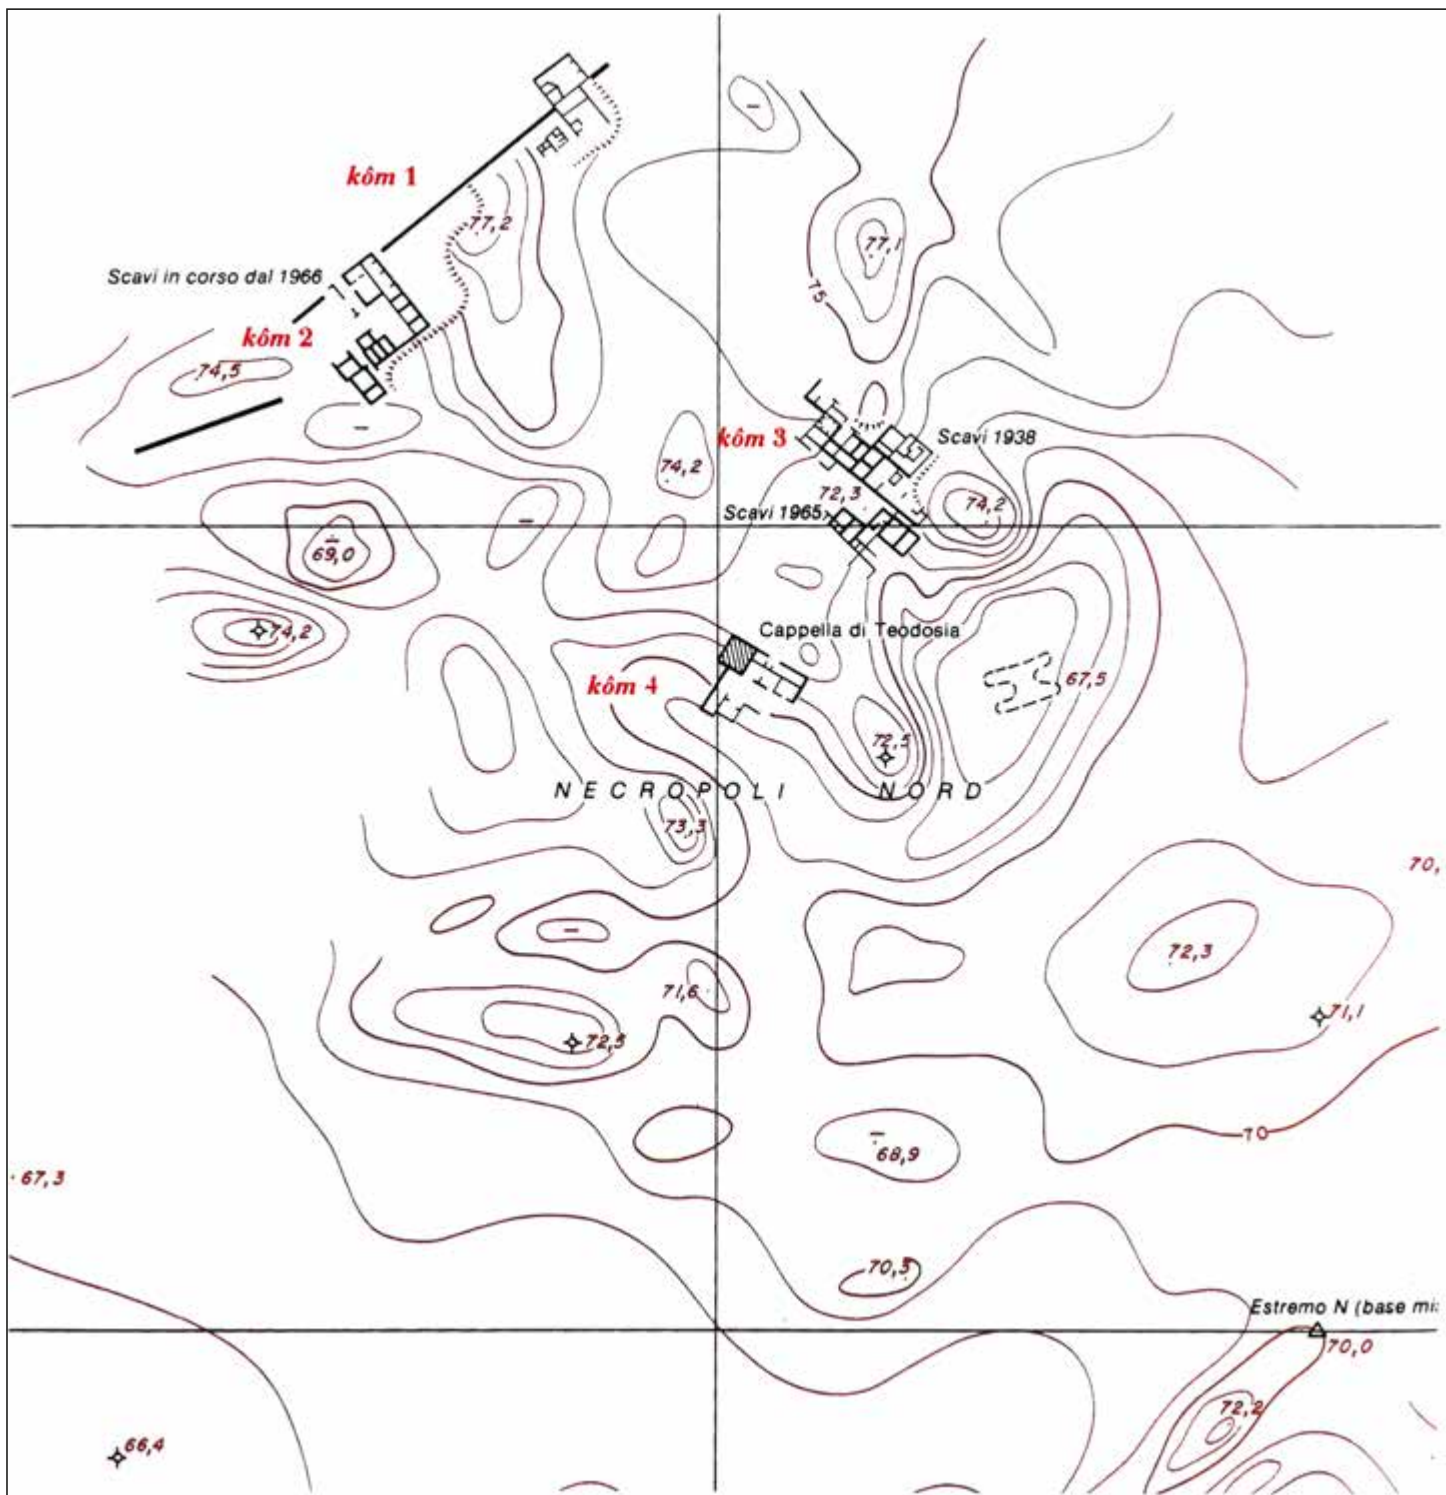 kôm 1
77,2
77,1
75
Scavi in corso dal 1966
kôm 2
74,5
kôm 3
Scavi 1938
74,2
72,3
74,2
Scavi 1965
69,0
74,2
Cappella di Teodosia
kôm 4
67,5
72,5
NECROPOLI NORD
73,3
70,
72,3
71,6
71,1
72,5
70
68,9
67,3
70,3
Estremo N (base mi
70,0
72,2
66,4